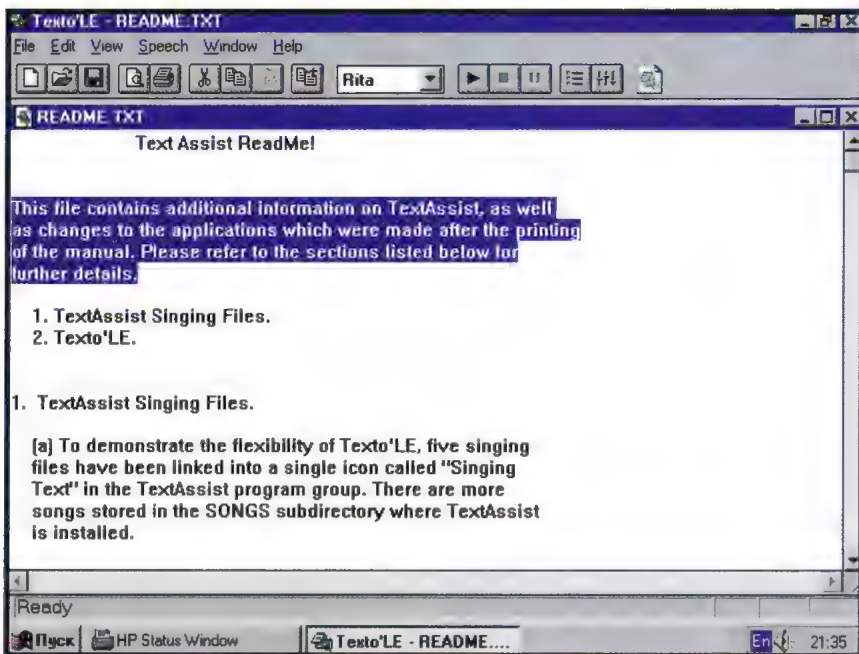 Texto'LE - README.TXT
File Edit View Speech Window Help
Rita
README.TXT
Text Assist ReadMe!
This file contains additional information on TextAssist, as well
as changes to the applications which were made after the printing
of the manual. Please refer to the sections listed below for
further details.
1. TextAssist Singing Files.
2. Texto'LE.
1. TextAssist Singing Files.
(a) To demonstrate the flexibility of Texto'LE, five singing
files have been linked into a single icon called "Singing
Text" in the TextAssist program group. There are more
songs stored in the SONGS subdirectory where TextAssist
is installed.
Ready
Пуск HP Status Window Texto'LE - README.... En 21:35